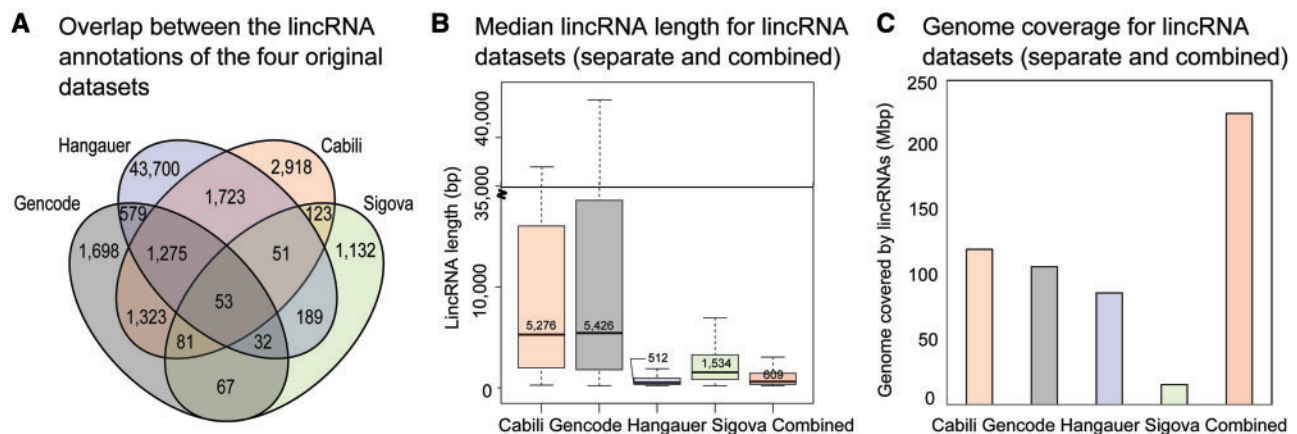 A Overlap between the lincRNA
annotations of the four original
datasets
Hangauer
Cabili
Gencode
Sigova
43,700
2,918
1,723
579
123
1,698
1,275
51
1,132
53
1,323
189
81
32
67
B Median lincRNA length for lincRNA
datasets (separate and combined)
LincRNA length (bp)
40,000
35,000
10,000
0
5,276
5,426
512
1,534
609
Cabili Gencode Hangauer Sigova Combined
C Genome coverage for lincRNA
datasets (separate and combined)
Genome covered by lincRNAs (Mbp)
250
200
150
100
50
0
Cabili Gencode Hangauer Sigova Combined